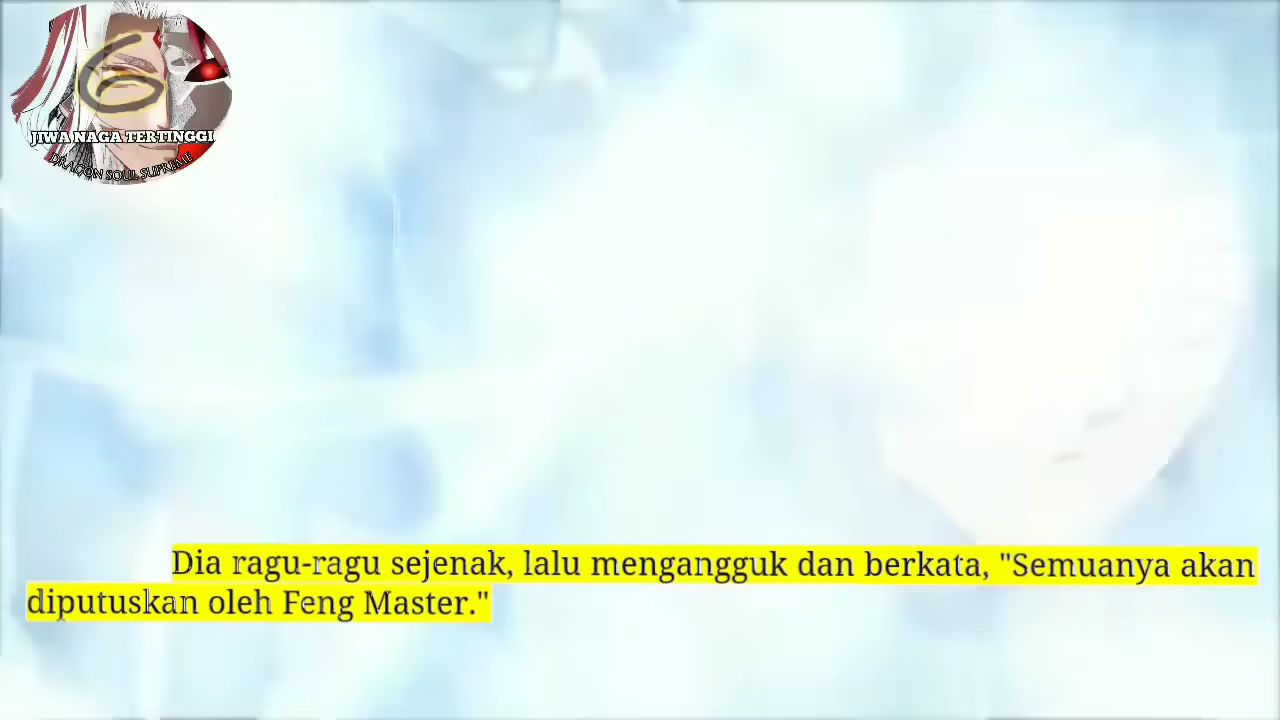 6
JIWA NAGA TERTINGGI
DRAGON SOUL SUPREME
Dia ragu-ragu sejenak, lalu mengangguk dan berkata, "Semuanya akan
diputuskan oleh Feng Master."